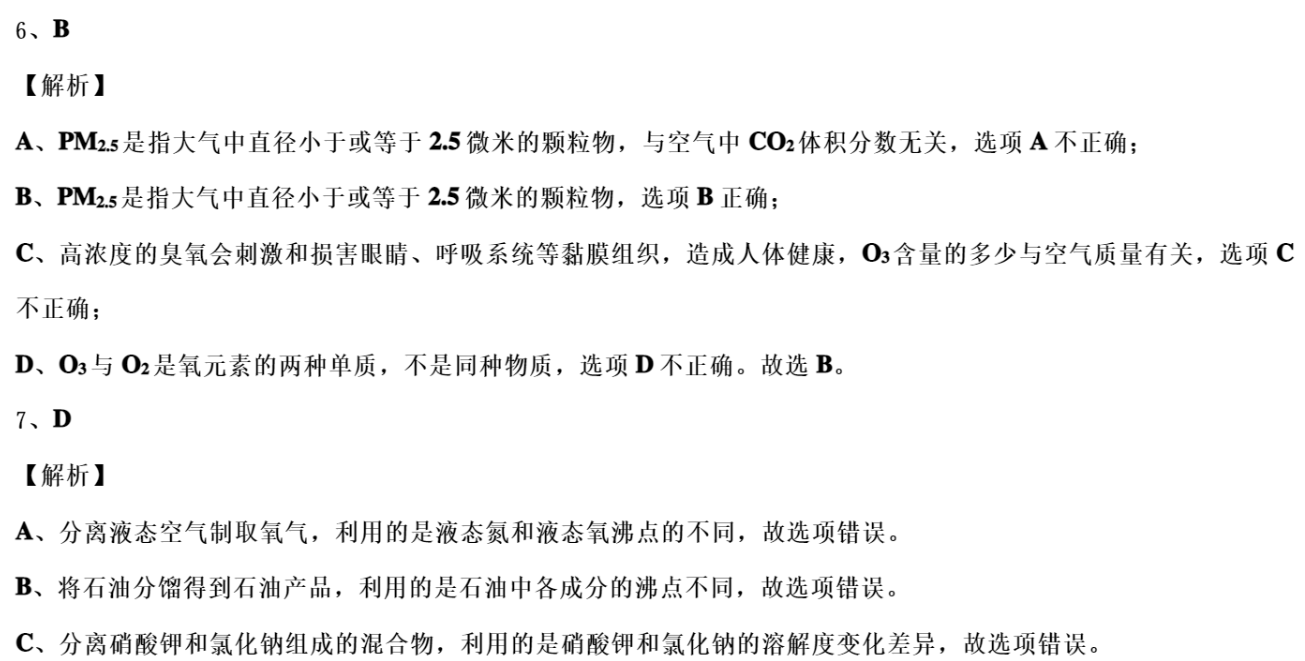 6、B
【解析】
A、PM2.5是指大气中直径小于或等于 2.5 微米的颗粒物，与空气中 CO2体积分数无关，选项 A 不正确；
B、PM2.5是指大气中直径小于或等于 2.5 微米的颗粒物，选项 B 正确；
C、高浓度的臭氧会刺激和损害眼睛、呼吸系统等黏膜组织，造成人体健康，O3含量的多少与空气质量有关，选项 C
不正确；
D、O3与 O2是氧元素的两种单质，不是同种物质，选项 D 不正确。故选 B。
7、D
【解析】
A、分离液态空气制取氧气，利用的是液态氮和液态氧沸点的不同，故选项错误。
B、将石油分馏得到石油产品，利用的是石油中各成分的沸点不同，故选项错误。
C、分离硝酸钾和氯化钠组成的混合物，利用的是硝酸钾和氯化钠的溶解度变化差异，故选项错误。